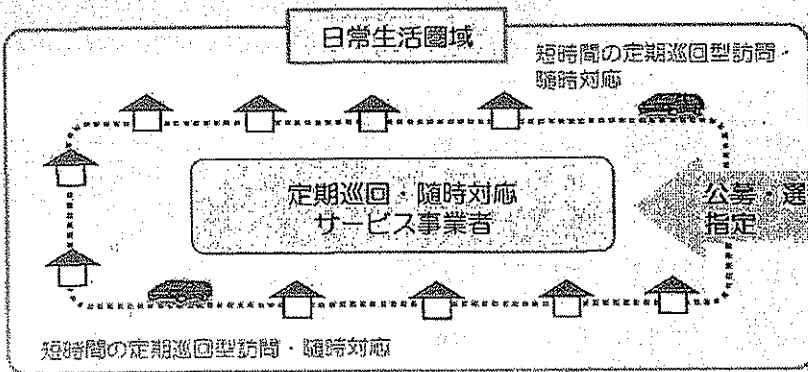 日常生活圏域
短時間の定期巡回型訪問・
随時対応
定期巡回・随時対応
サービス事業者
公募・選
指定
短時間の定期巡回型訪問・随時対応